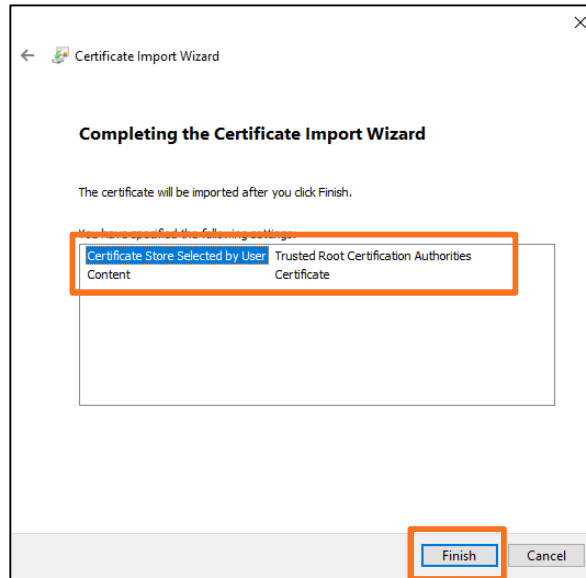 Certificate Import Wizard
Completing the Certificate Import Wizard
The certificate will be imported after you click Finish.
You have specified the following settings:
Certificate Store Selected by User Trusted Root Certification Authorities
Content Certificate
Finish Cancel